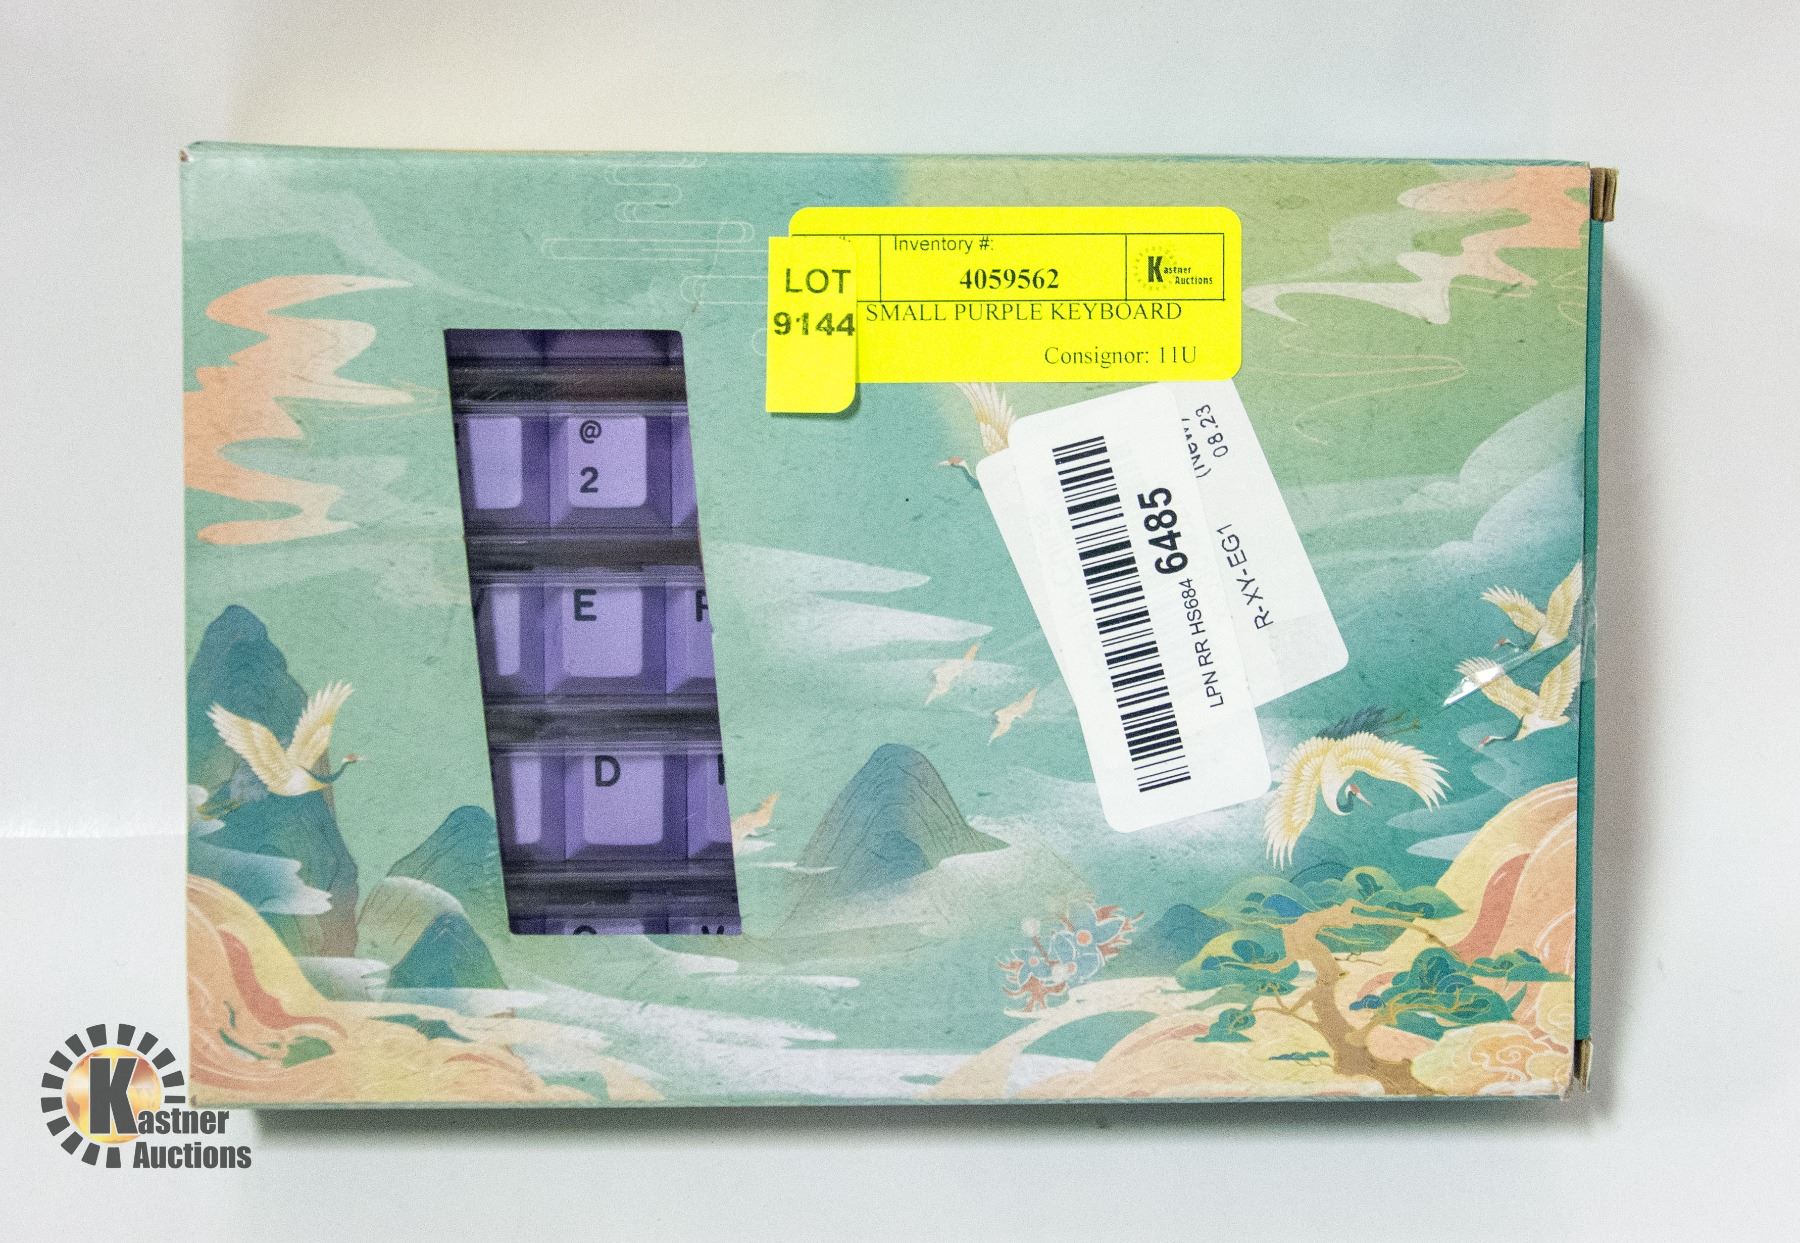 Inventory #:
4059562
Kastner
Auctions
LOT
9144
SMALL PURPLE KEYBOARD
Consignor: 11U
@
2
E
D
6485
LPN RR HS684
(New)
08.23
R-XY-EG1
Kastner
Auctions